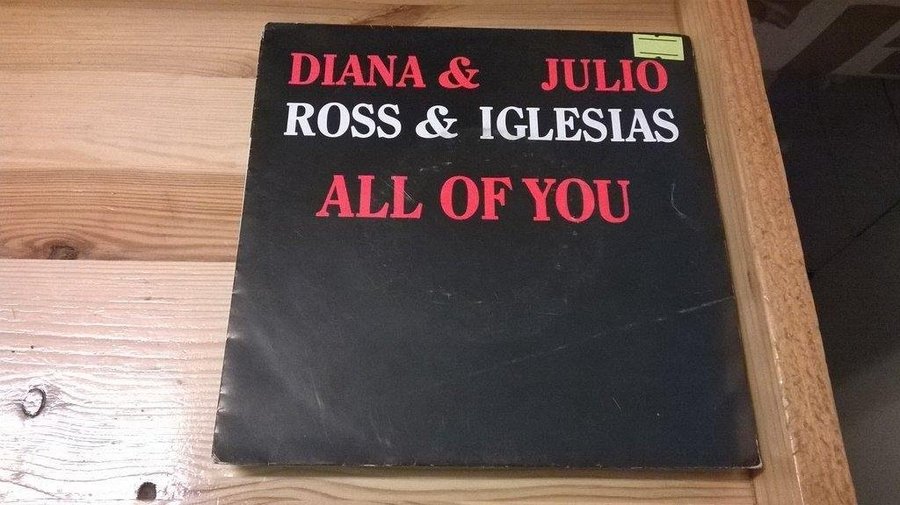 DIANA & JULIO
ROSS & IGLESIAS
ALL OF YOU